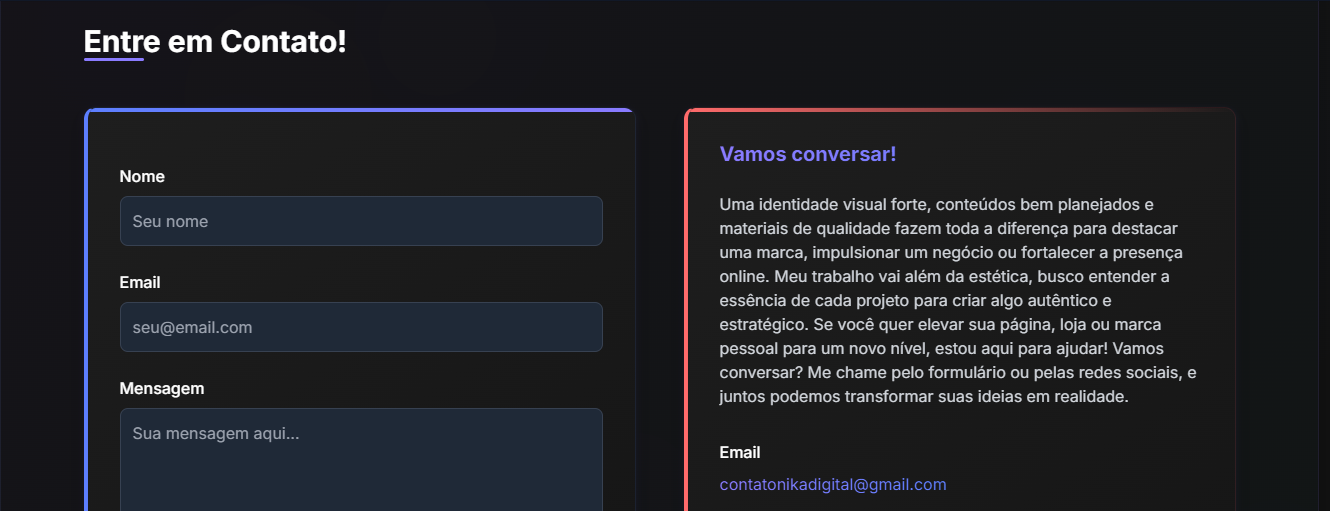 Entre em Contato!
Nome
Seu nome
Email
seu@email.com
Mensagem
Sua mensagem aqui...
Vamos conversar!
Uma identidade visual forte, conteúdos bem planejados e
materiais de qualidade fazem toda a diferença para destacar
uma marca, impulsionar um negócio ou fortalecer a presença
online. Meu trabalho vai além da estética, busco entender a
essência de cada projeto para criar algo autêntico e
estratégico. Se você quer elevar sua página, loja ou marca
pessoal para um novo nível, estou aqui para ajudar! Vamos
conversar? Me chame pelo formulário ou pelas redes sociais, e
juntos podemos transformar suas ideias em realidade.
Email
contatonikadigital@gmail.com